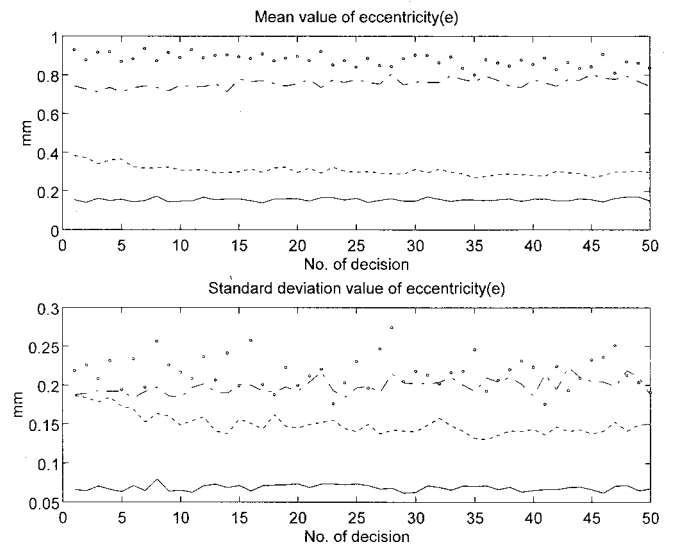 Mean value of eccentricity(e)
1
0.8
0.6
0.4
0.2
0
mm
0 5 10 15 20 25 30 35 40 45 50
No. of decision
Standard deviation value of eccentricity(e)
0.3
0.25
0.2
0.15
0.1
0.05
mm
0 5 10 15 20 25 30 35 40 45 50
No. of decision